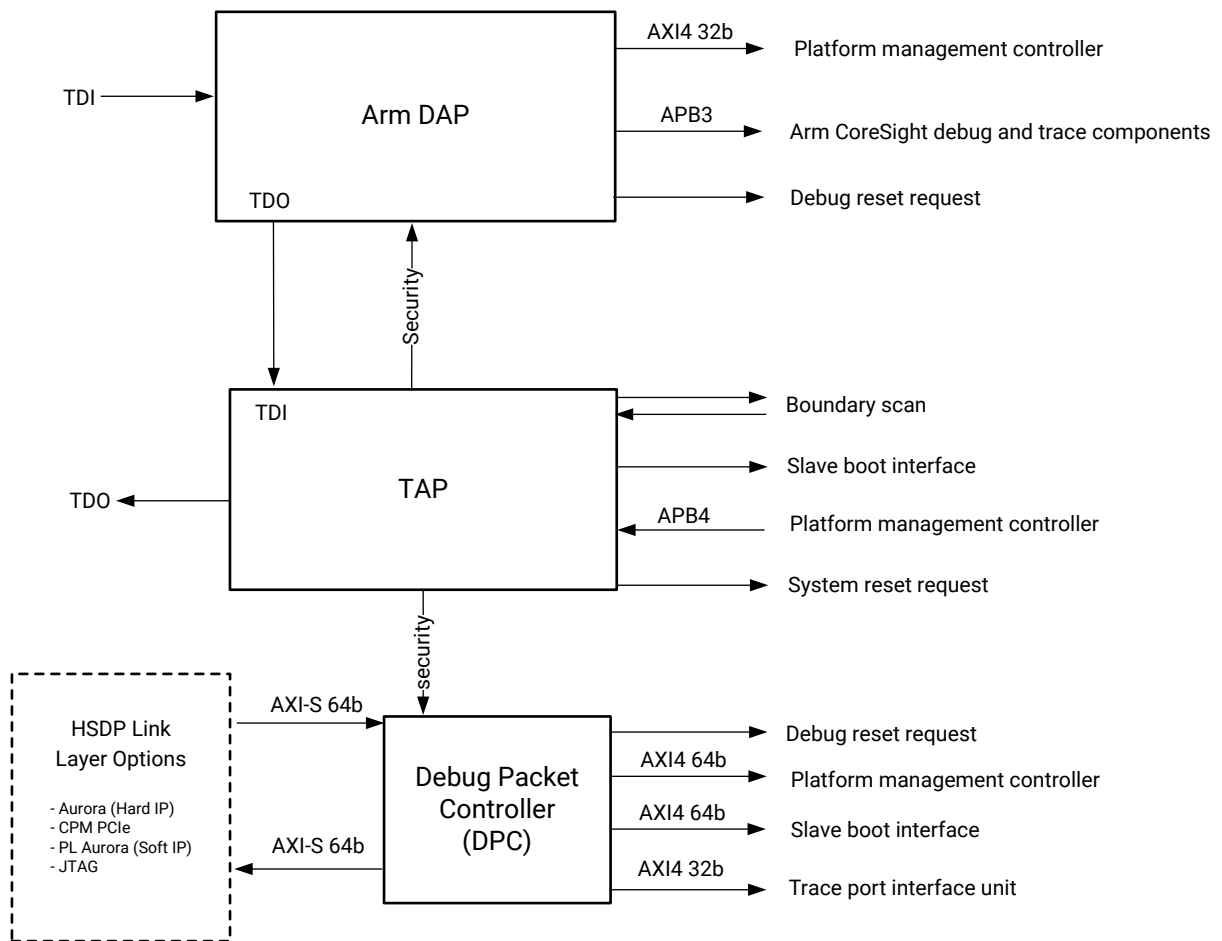 AXI4 32b
Platform management controller
TDI
Arm DAP
APB3
Arm CoreSight debug and trace components
TDO
Debug reset request
Security
TDI
Boundary scan
TAP
Slave boot interface
TDO
APB4
Platform management controller
System reset request
security
HSDP Link
Layer Options
- Aurora (Hard IP)
- CPM PCIe
- PL Aurora (Soft IP)
- JTAG
AXI-S 64b
AXI-S 64b
Debug Packet
Controller
(DPC)
Debug reset request
AXI4 64b
Platform management controller
AXI4 64b
Slave boot interface
AXI4 32b
Trace port interface unit